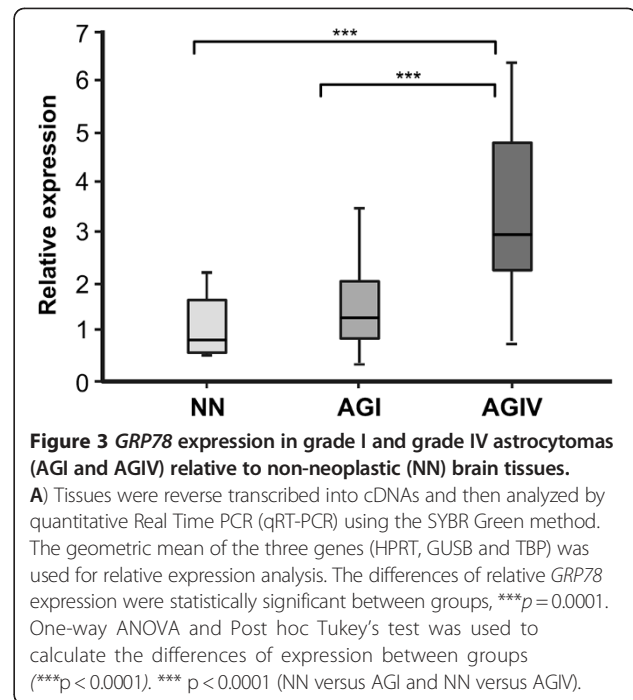 7
6
5
4
3
2
1
0
Relative expression
***
***
NN AGI AGIV
Figure 3 GRP78 expression in grade I and grade IV astrocytomas
(AGI and AGIV) relative to non-neoplastic (NN) brain tissues.
A) Tissues were reverse transcribed into cDNAs and then analyzed by
quantitative Real Time PCR (qRT-PCR) using the SYBR Green method.
The geometric mean of the three genes (HPRT, GUSB and TBP) was
used for relative expression analysis. The differences of relative GRP78
expression were statistically significant between groups, ***p = 0.0001.
One-way ANOVA and Post hoc Tukey's test was used to
calculate the differences of expression between groups
(***p < 0.0001). *** p < 0.0001 (NN versus AGI and NN versus AGIV).